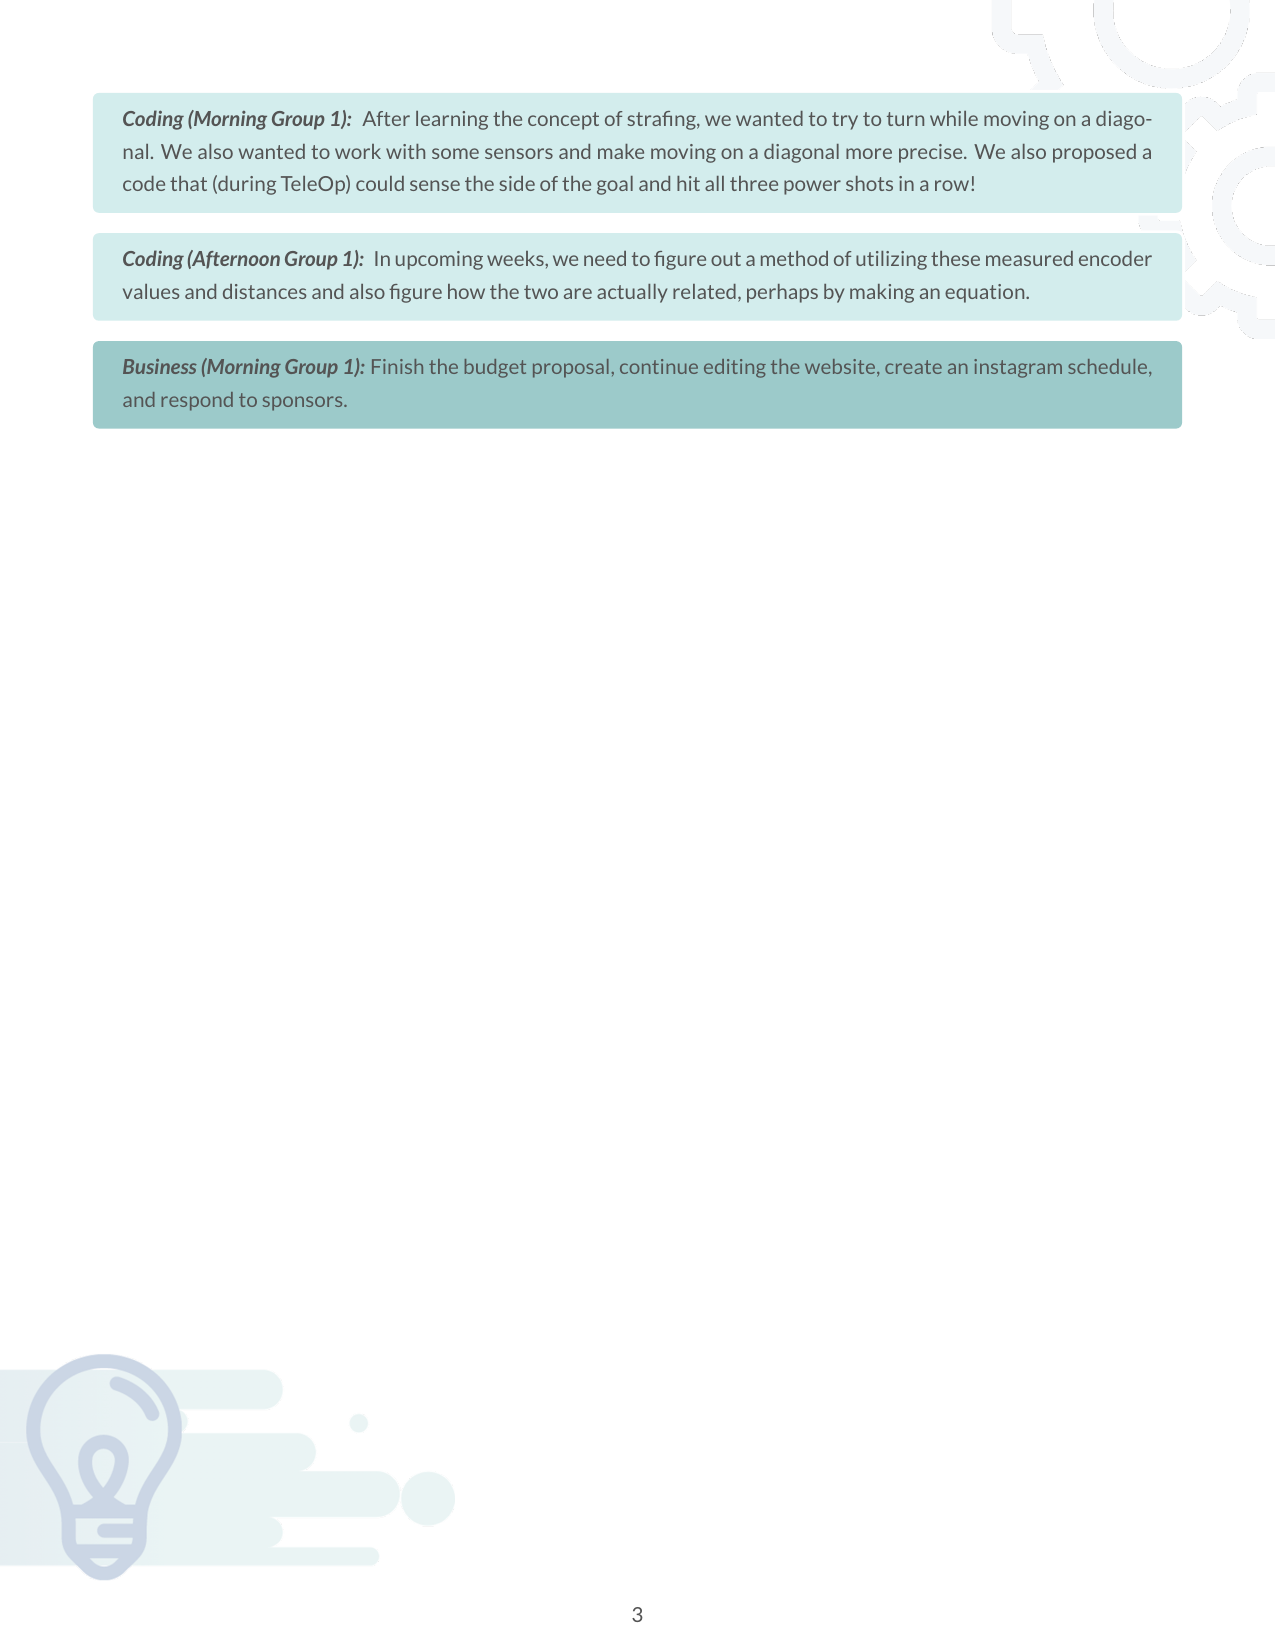 Coding (Morning Group 1): After learning the concept of strafing, we wanted to try to turn while moving on a diago-
nal. We also wanted to work with some sensors and make moving on a diagonal more precise. We also proposed a
code that (during TeleOp) could sense the side of the goal and hit all three power shots in a row!
Coding (Afternoon Group 1): In upcoming weeks, we need to figure out a method of utilizing these measured encoder
values and distances and also figure how the two are actually related, perhaps by making an equation.
Business (Morning Group 1): Finish the budget proposal, continue editing the website, create an instagram schedule,
and respond to sponsors.
3